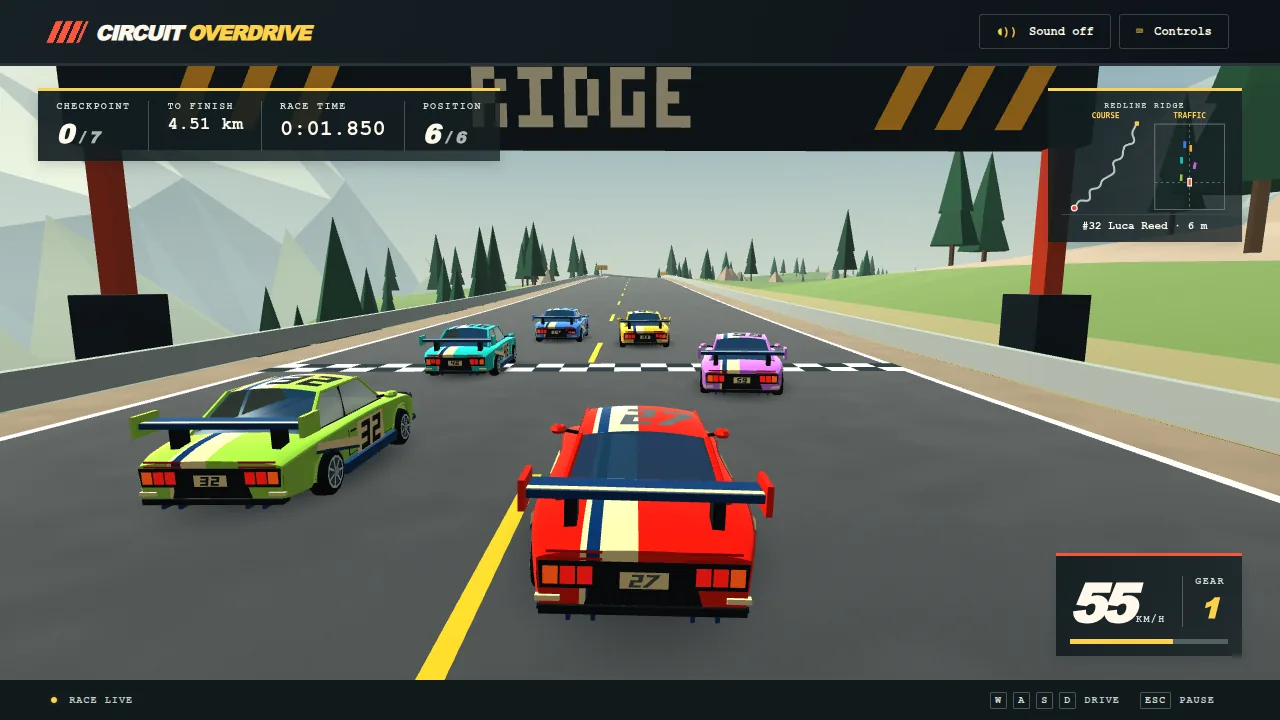 CIRCUIT OVERDRIVE
Sound off
Controls
RIDGE
CHECKPOINT
0/7
TO FINISH
4.51 km
RACE TIME
0:01.850
POSITION
6/6
REDLINE RIDGE
COURSE
TRAFFIC
#32 Luca Reed · 6 m
32
32
27
27
59
55 KM/H
GEAR
1
RACE LIVE
W A S D DRIVE
ESC PAUSE